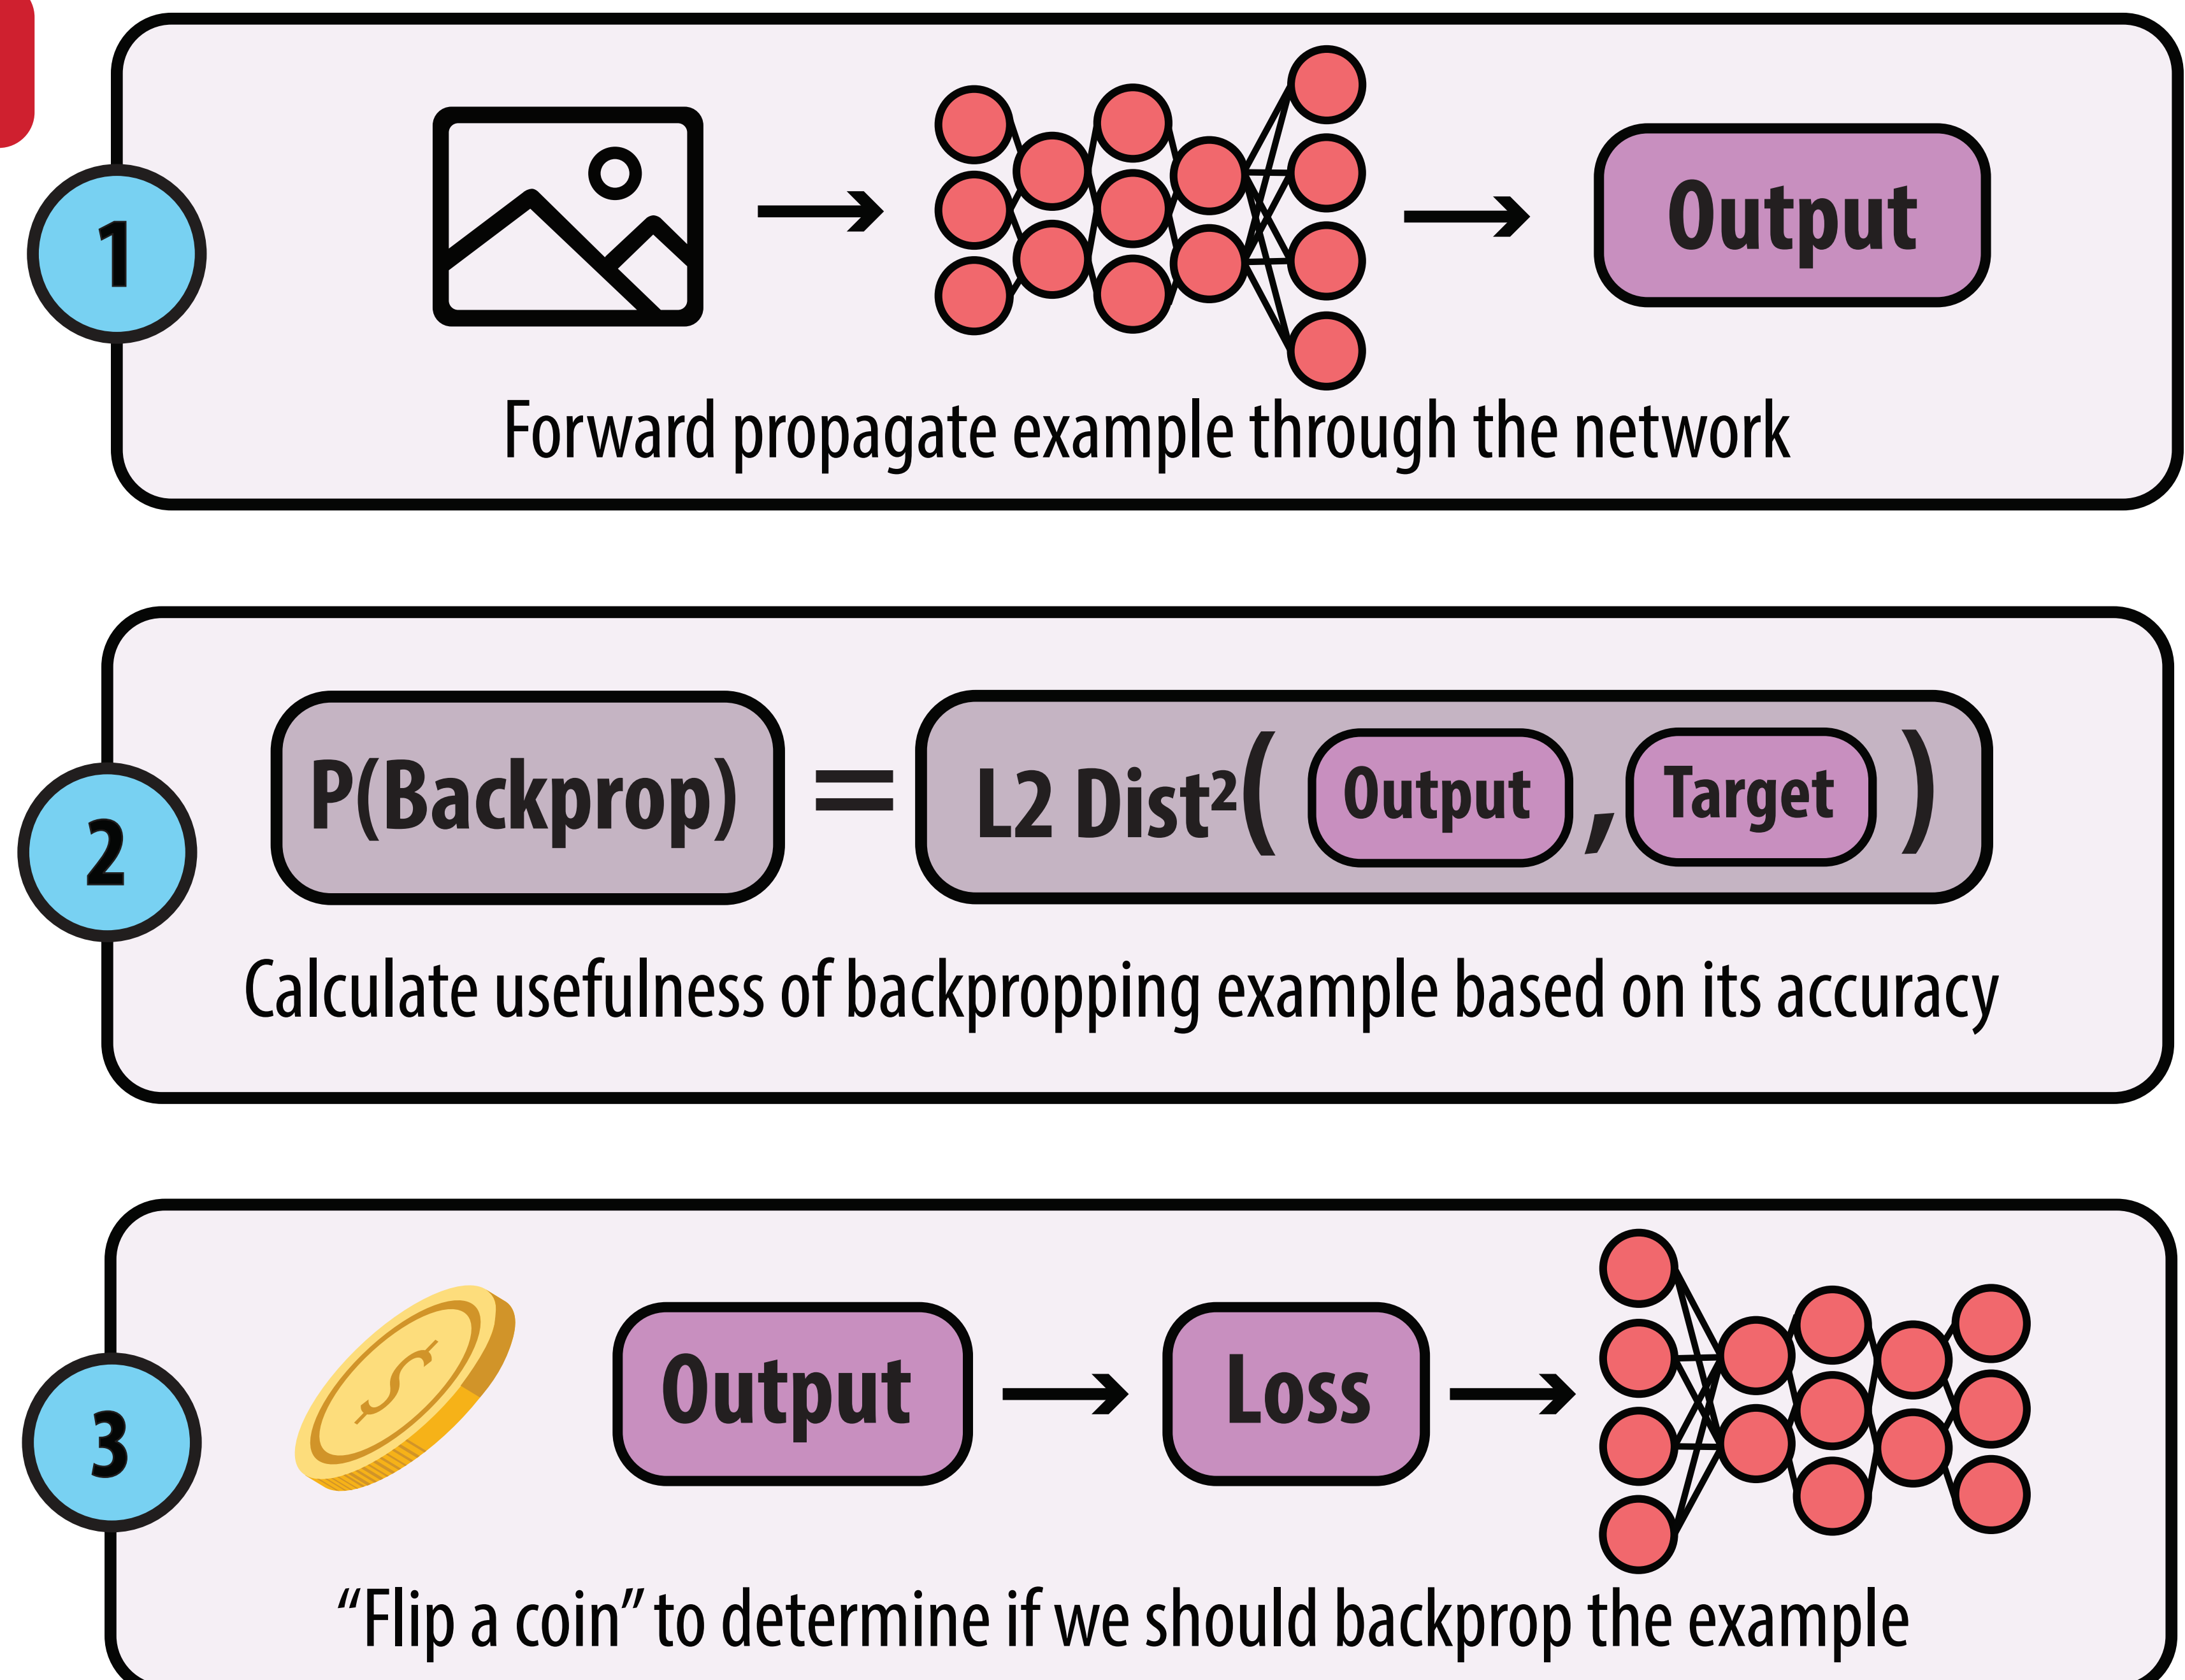 1
Output
Forward propagate example through the network
2
P(Backprop) = L2 Dist²( Output , Target )
Calculate usefulness of backpropping example based on its accuracy
3
Output
Loss
“Flip a coin” to determine if we should backprop the example